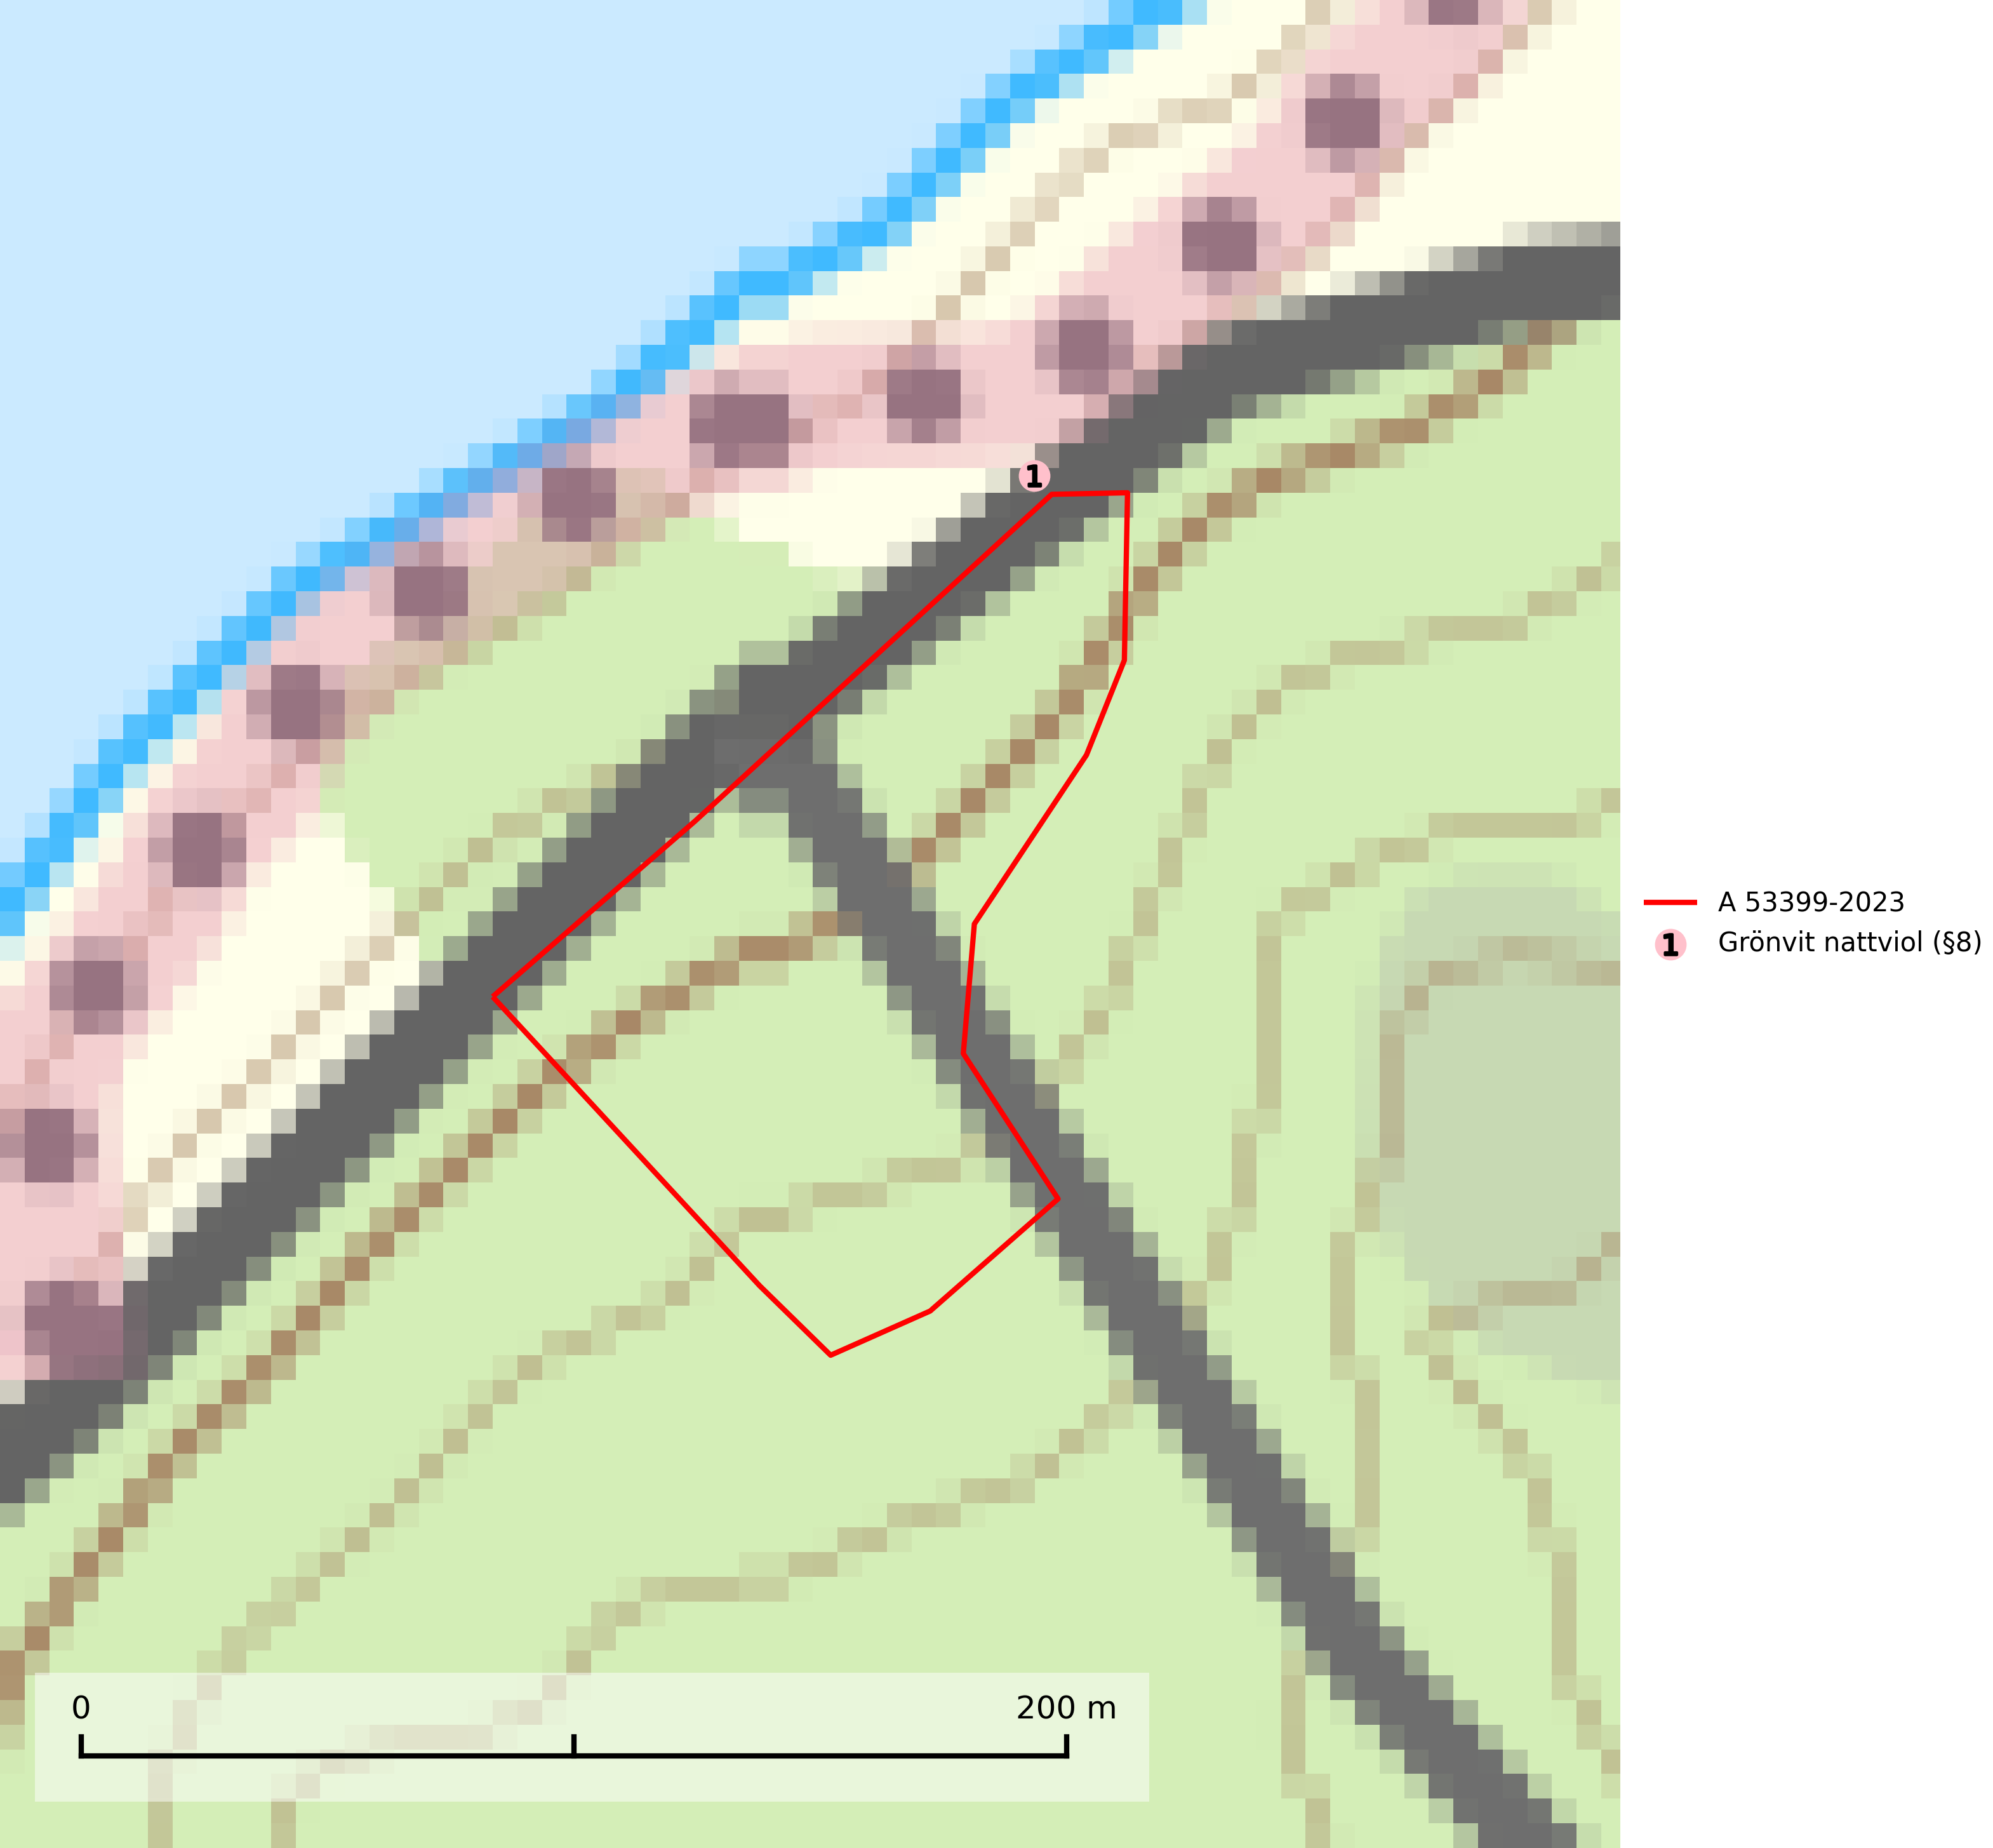 1
A 53399-2023
1 Grönvit nattviol (§8)
0 200 m